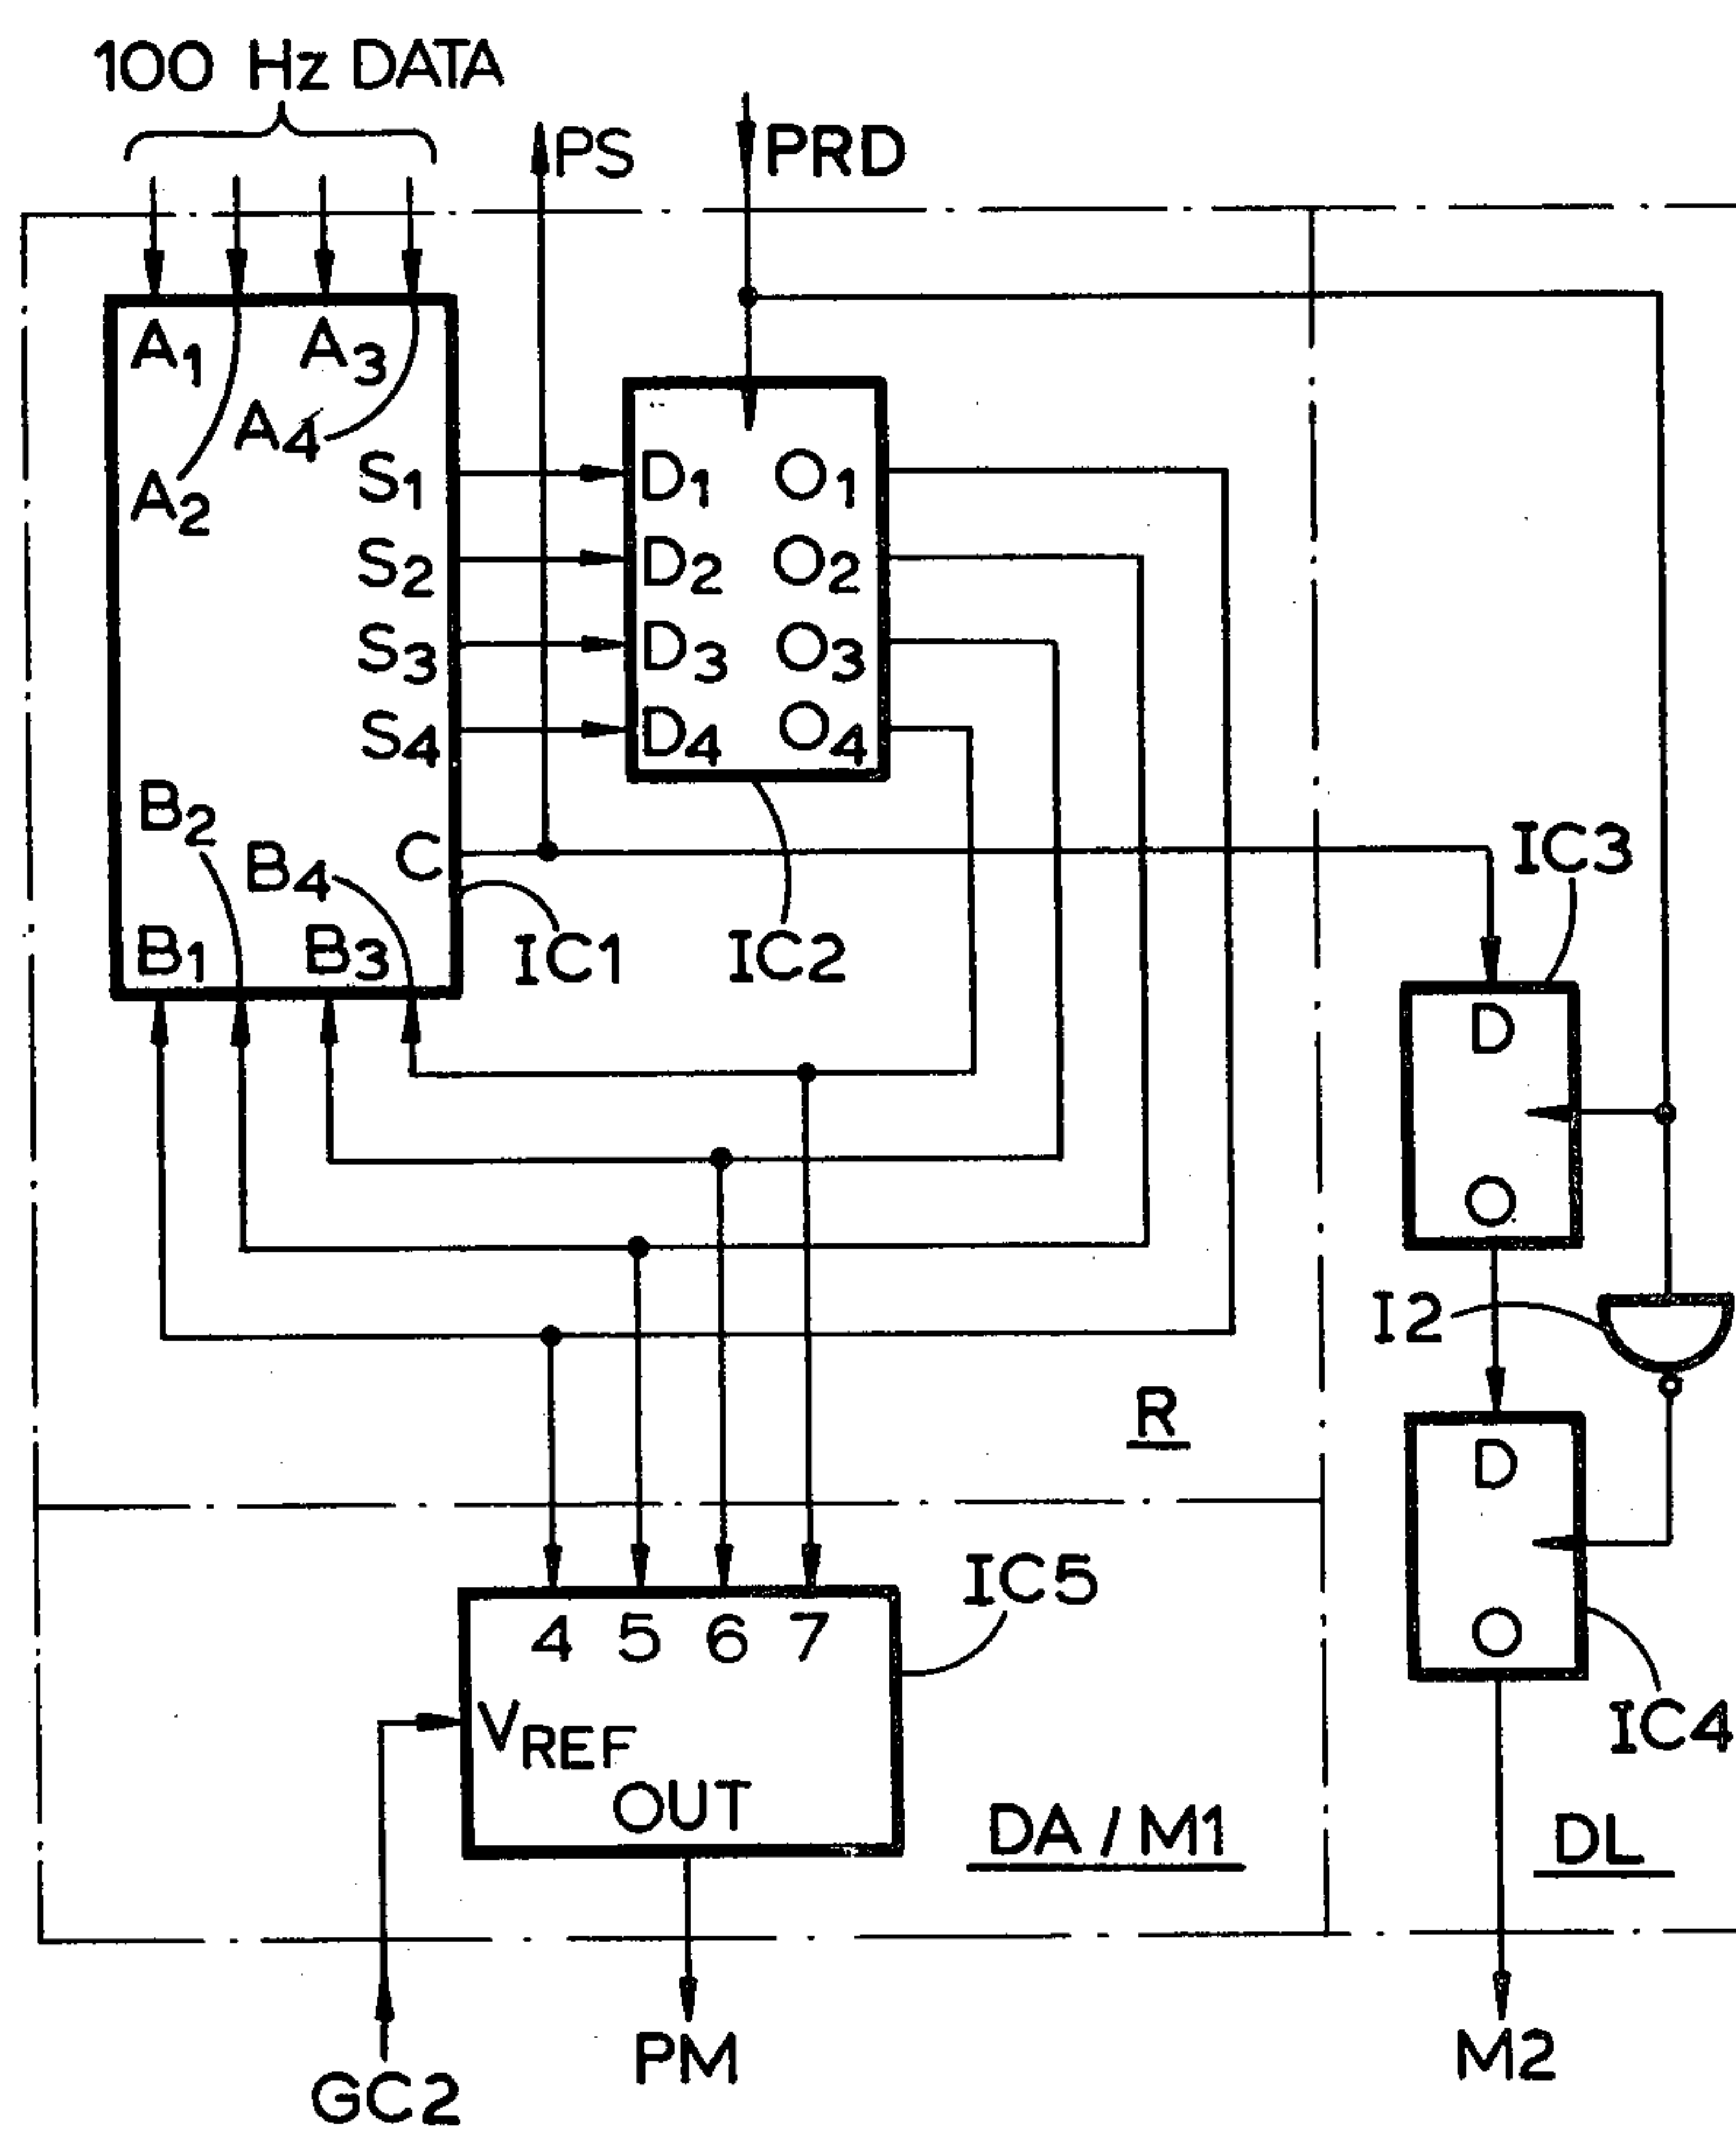 100 Hz DATA
PS
PRD
A1
A3
A4
A2
S1
D1
O1
S2
D2
O2
S3
D3
O3
S4
D4
O4
B2
B4
C
IC3
B1
B3
IC1
IC2
D
O
I2
R
D
IC5
4 5 6 7
O
VREF
IC4
OUT
DA/M1
DL
PM
M2
GC2